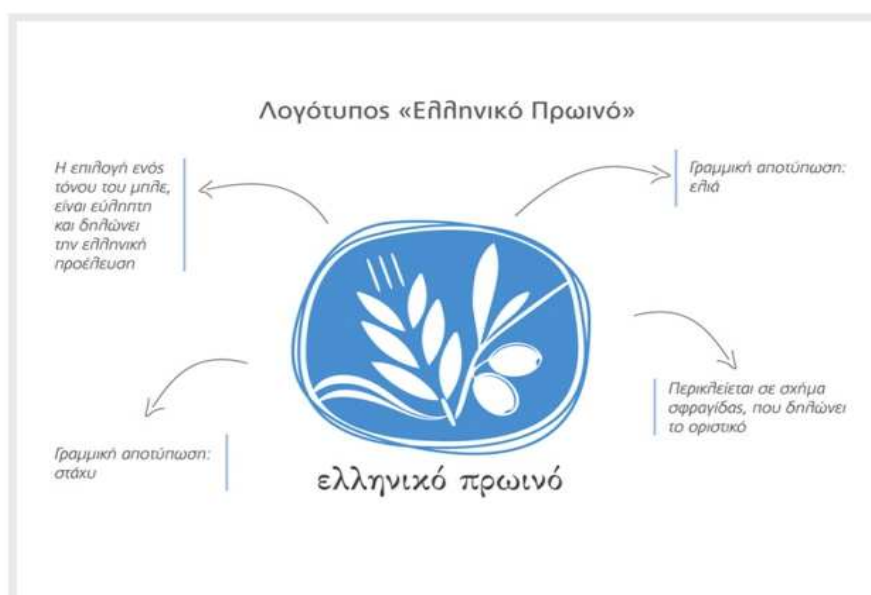 Λογότυπος «Ελληνικό Πρωινό»
Η επιλογή ενός
τόνου του μπλε,
είναι εύληπτη
και δηλώνει
την ελληνική
προέλευση
Γραμμική αποτύπωση:
ελιά
Περικλείεται σε σχήμα
σφραγίδας, που δηλώνει
το οριστικό
Γραμμική αποτύπωση:
στάχυ
ελληνικό πρωινό